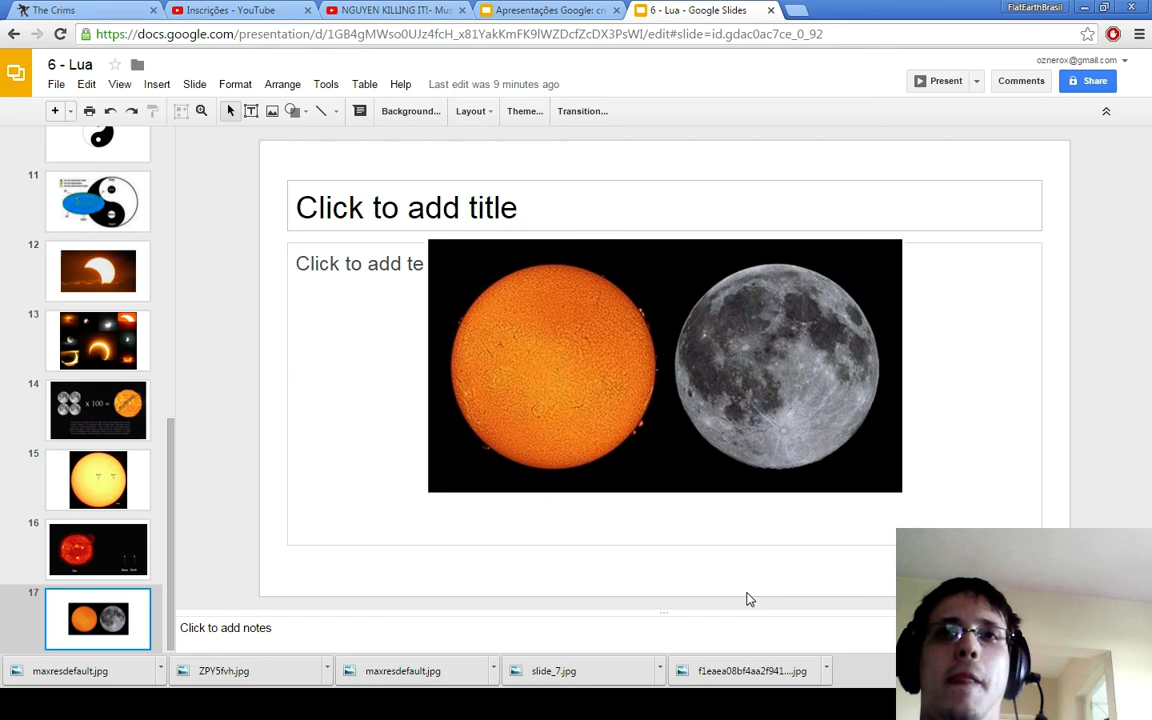 The Crims
Inscrições - YouTube
NGUYEN KILLING IT!- Mus
Apresentações Google: cri
6 - Lua - Google Slides
FlatEarthBrasil
https://docs.google.com/presentation/d/1GB4gMWso0UJz4fcH_x81YakKmFK9lWZDcfZcDX3PsWI/edit#slide=id.gdac0ac7ce_0_92
6 - Lua
oznerox@gmail.com
File Edit View Insert Slide Format Arrange Tools Table Help Last edit was 9 minutes ago
Present
Comments
Share
Background...
Layout
Theme...
Transition...
11
12
13
14
x 100 =
15
16
17
Click to add title
Click to add te
Click to add notes
maxresdefault.jpg
ZPY5fvh.jpg
maxresdefault.jpg
slide_7.jpg
f1eaea08bf4aa2f941....jpg